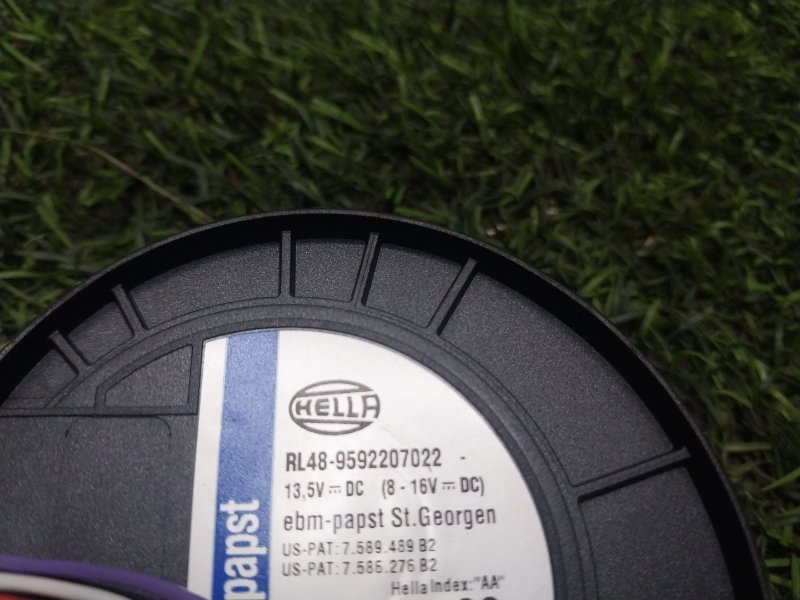 HELLA
RL48-9592207022 -
13,5V⎓DC (8 - 16V⎓DC)
ebm-papst St.Georgen
US-PAT: 7.589.489 B2
US-PAT: 7.586.276 B2
Hella Index: "AA"
papst